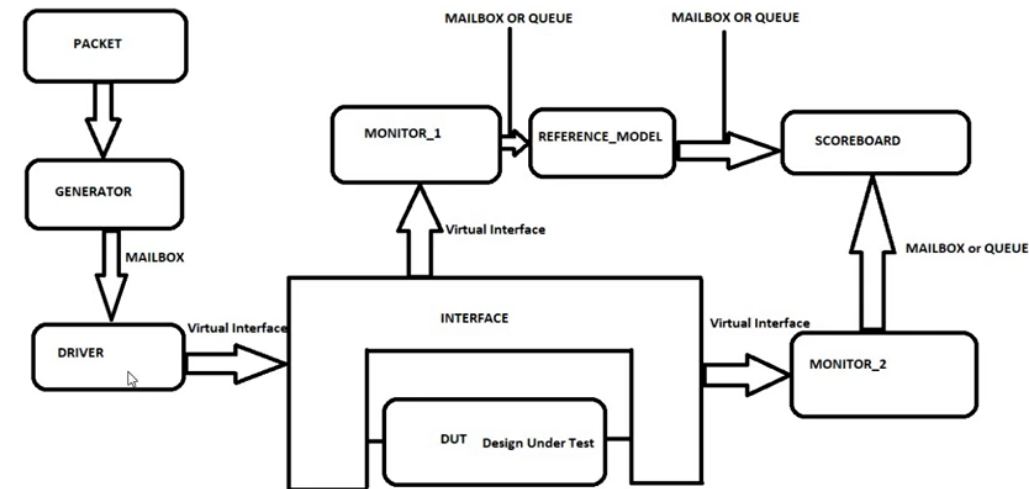 MAILBOX OR QUEUE
MAILBOX OR QUEUE
PACKET
MONITOR_1
REFERENCE_MODEL
SCOREBOARD
GENERATOR
Virtual Interface
MAILBOX
MAILBOX or QUEUE
Virtual Interface
INTERFACE
Virtual Interface
DRIVER
MONITOR_2
DUT Design Under Test